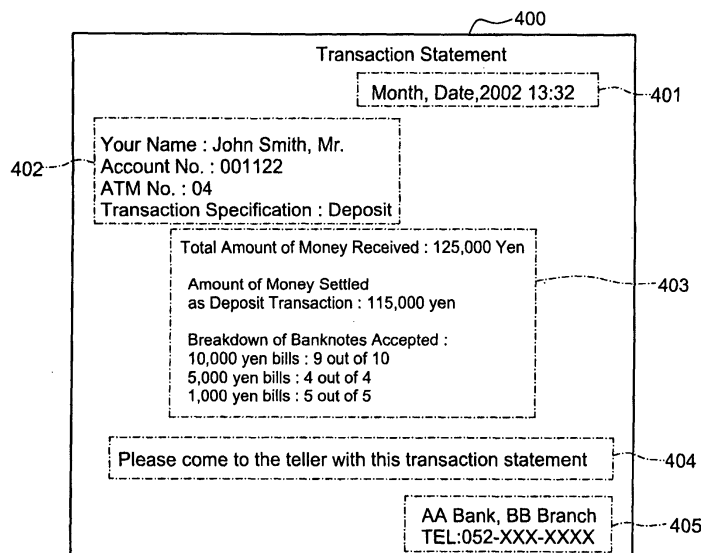 400
Transaction Statement
Month, Date,2002 13:32
401
402
Your Name : John Smith, Mr.
Account No. : 001122
ATM No. : 04
Transaction Specification : Deposit
Total Amount of Money Received : 125,000 Yen
Amount of Money Settled
as Deposit Transaction : 115,000 yen
403
Breakdown of Banknotes Accepted :
10,000 yen bills : 9 out of 10
5,000 yen bills : 4 out of 4
1,000 yen bills : 5 out of 5
Please come to the teller with this transaction statement
404
AA Bank, BB Branch
TEL:052-XXX-XXXX
405